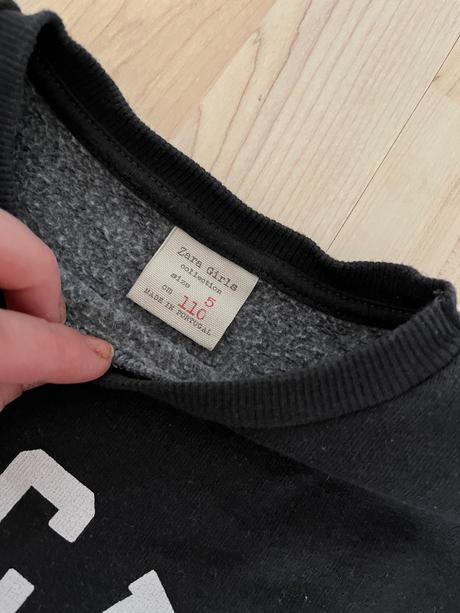 Zara Girls
collection
size 5
cm 110
MADE IN PORTUGAL